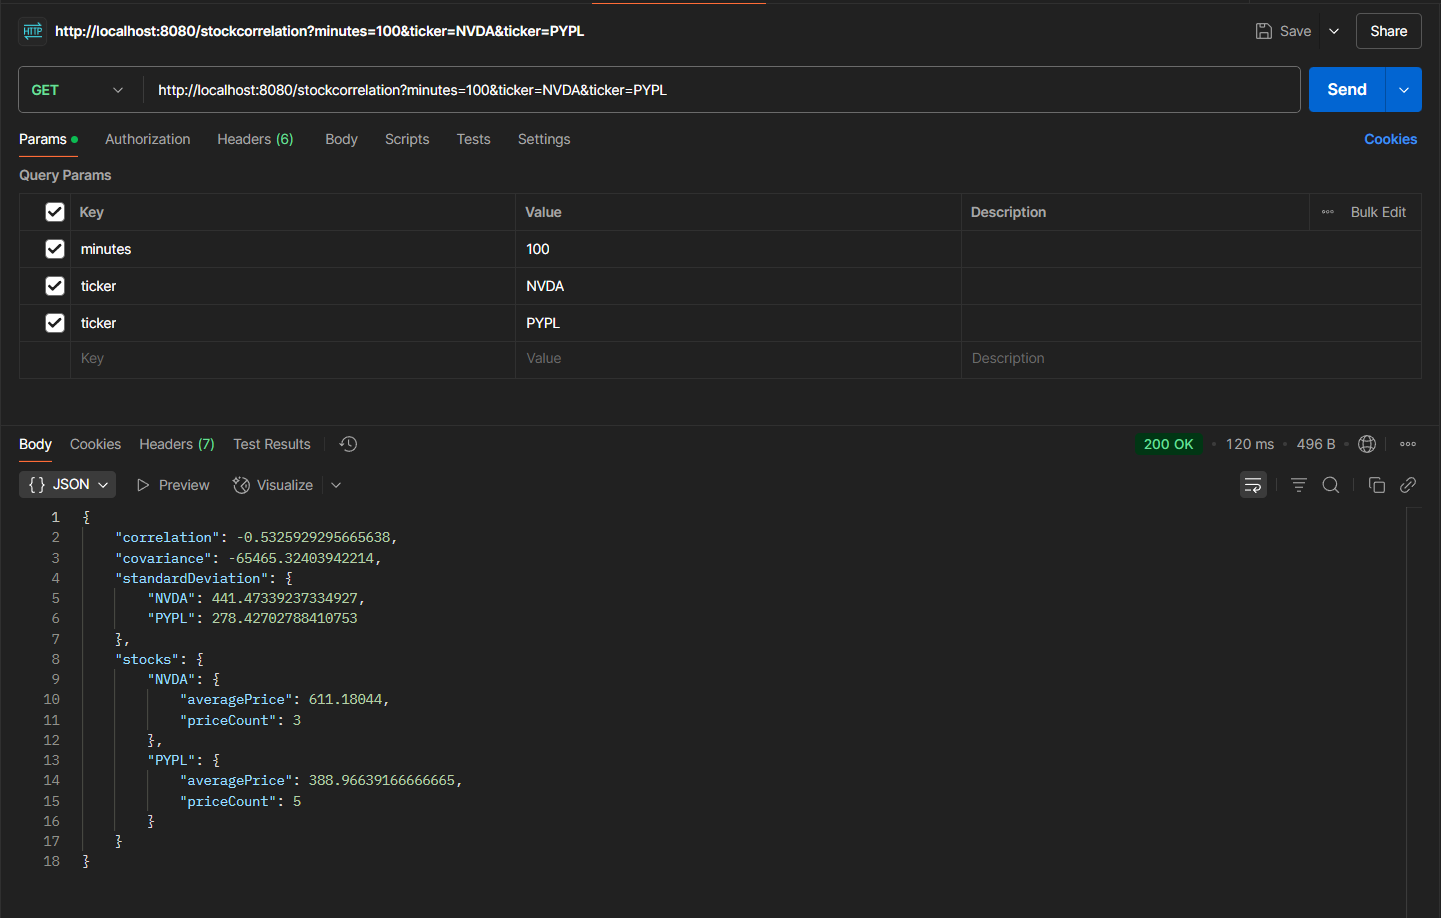 HTTP http://localhost:8080/stockcorrelation?minutes=100&ticker=NVDA&ticker=PYPL Save Share
GET http://localhost:8080/stockcorrelation?minutes=100&ticker=NVDA&ticker=PYPL Send
Params Authorization Headers (6) Body Scripts Tests Settings Cookies
Query Params
Key Value Description Bulk Edit
minutes 100
ticker NVDA
ticker PYPL
Key Value Description
Body Cookies Headers (7) Test Results 200 OK 120 ms 496 B
{} JSON Preview Visualize
1 {
2 "correlation": -0.5325929295665638,
3 "covariance": -65465.32403942214,
4 "standardDeviation": {
5 "NVDA": 441.47339237334927,
6 "PYPL": 278.42702788410753
7 },
8 "stocks": {
9 "NVDA": {
10 "averagePrice": 611.18044,
11 "priceCount": 3
12 },
13 "PYPL": {
14 "averagePrice": 388.96639166666665,
15 "priceCount": 5
16 }
17 }
18 }